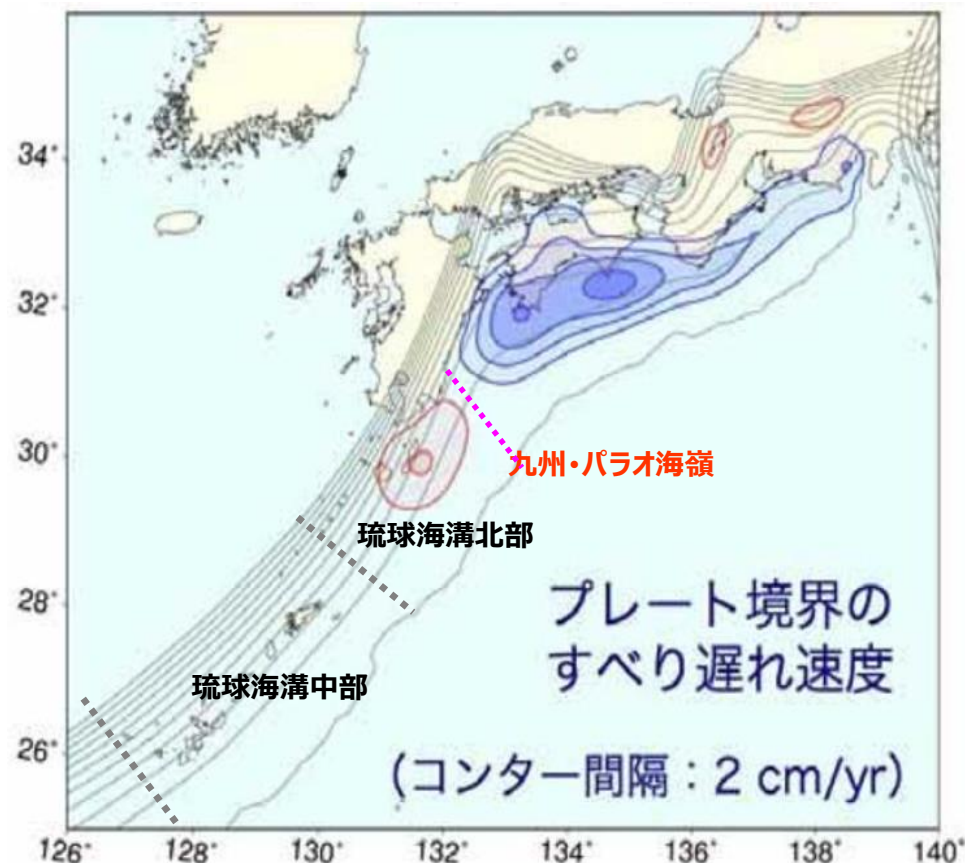 34°
32°
30°
28°
26°
九州・パラオ海嶺
琉球海溝北部
琉球海溝中部
プレート境界の
すべり遅れ速度
(コンター間隔：2 cm/yr)
126° 128° 130° 132° 134° 136° 138° 140°